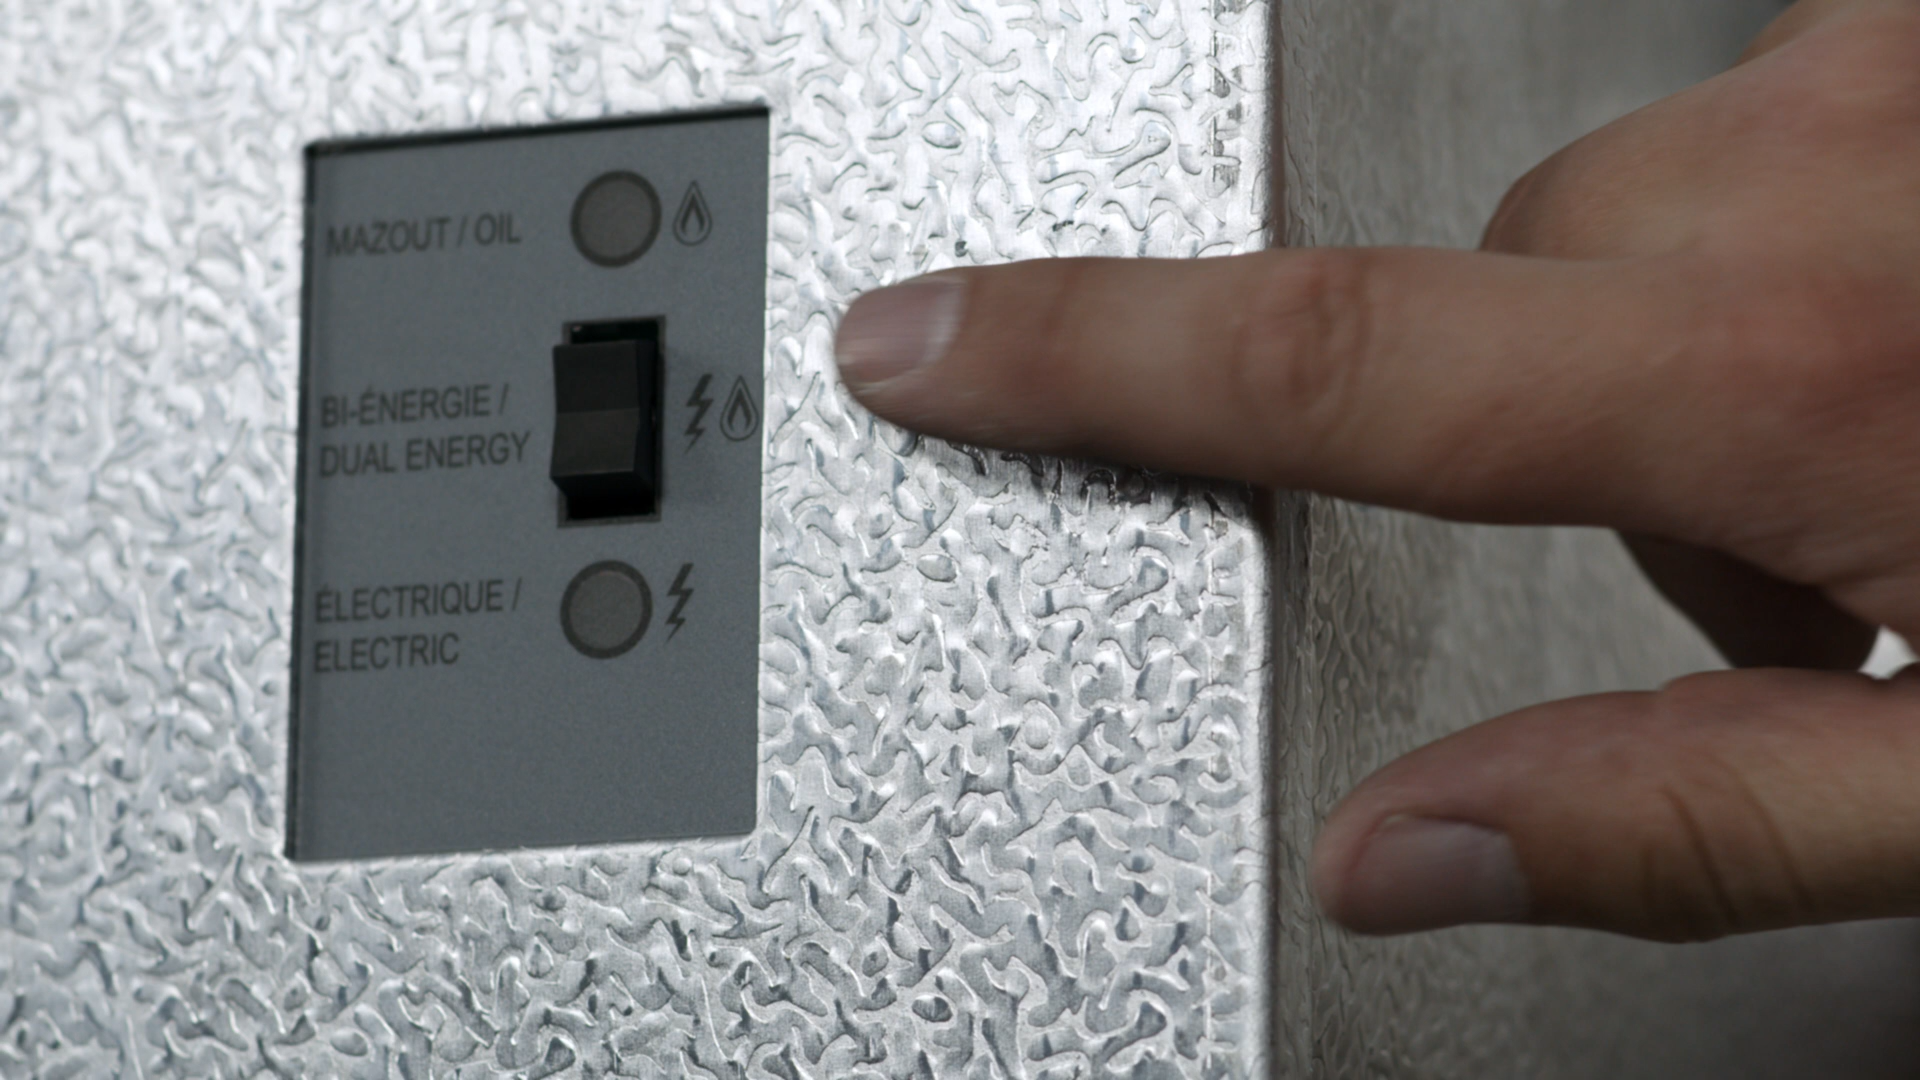 MAZOUT / OIL
BI-ÉNERGIE /
DUAL ENERGY
ÉLECTRIQUE /
ELECTRIC